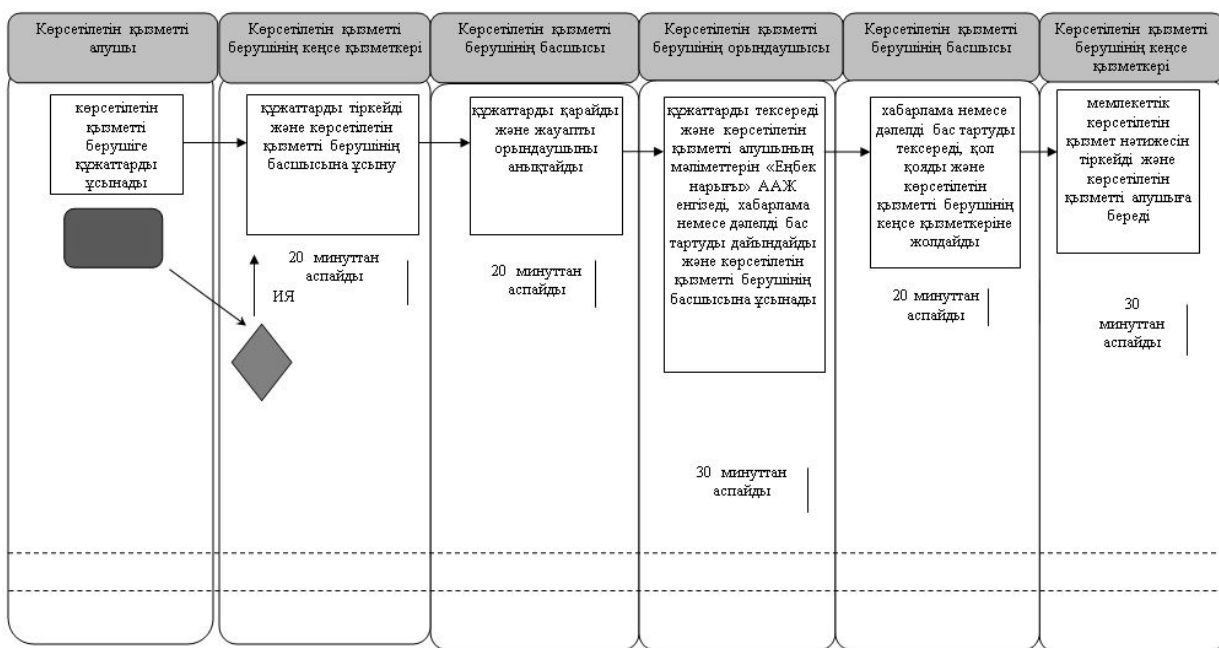 Көрсетілетін қызметті
алушы
Көрсетілетін қызметті
берушінің кеңсе қызметкері
Көрсетілетін қызметті
берушінің басшысы
Көрсетілетін қызметті
берушінің орындаушысы
Көрсетілетін қызметті
берушінің басшысы
Көрсетілетін қызметті
берушінің кеңсе
қызметкері
көрсетілетін
қызметті
берушіге
құжаттарды
ұсынады
құжаттарды тіркейді
және көрсетілетін
қызметті берушінің
басшысына ұсыну
20 минуттан
аспайды
ИЯ
құжаттарды қарайды
және жауапты
орындаушыны
анықтайды
20 минуттан
аспайды
құжаттарды тексереді
және көрсетілетін
қызметті алушының
мәліметтерін «Еңбек
нарығы» ААЖ
енгізеді, хабарлама
немесе дәлелді бас
тартуды дайындайды
және көрсетілетін
қызметті берушінің
басшысына ұсынады
30 минуттан
аспайды
хабарлама немесе
дәлелді бас тартуды
тексереді, қол
қояды және
көрсетілетін
қызметті берушінің
кеңсе қызметкеріне
жолдайды
20 минуттан
аспайды
мемлекеттік
көрсетілетін
қызмет нәтижесін
тіркейді және
көрсетілетін
қызметті алушыға
береді
30
минуттан
аспайды